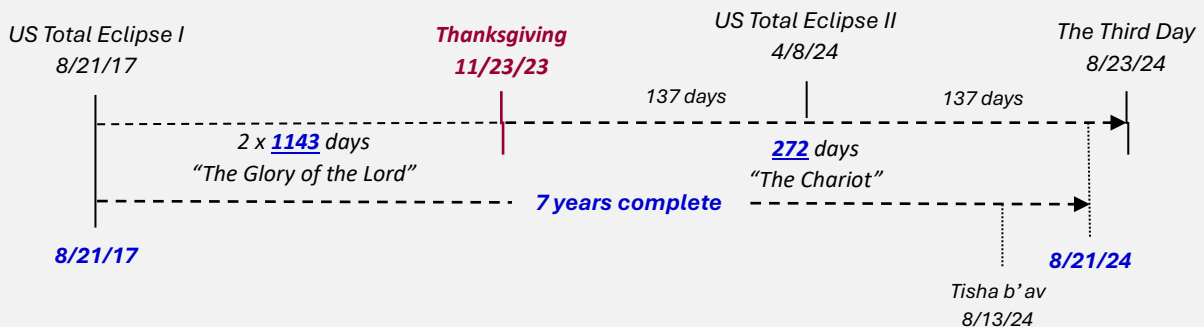 US Total Eclipse I
8/21/17
Thanksgiving
11/23/23
US Total Eclipse II
4/8/24
The Third Day
8/23/24
137 days
137 days
2 x 1143 days
“The Glory of the Lord”
272 days
“The Chariot”
7 years complete
8/21/17
8/21/24
Tisha b’ av
8/13/24